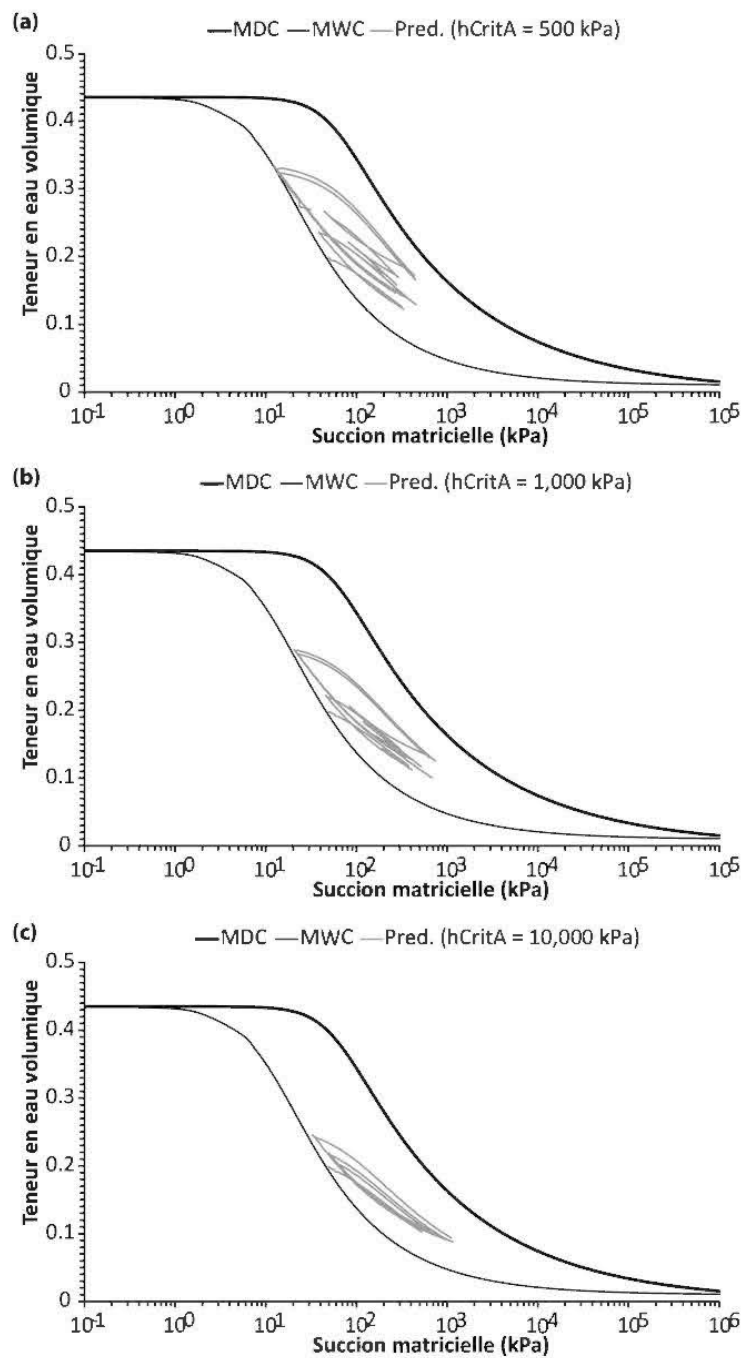 (a)
MDC MWC Pred. (hCritA = 500 kPa)
Teneur en eau volumique
0.5
0.4
0.3
0.2
0.1
0
10⁻¹ 10⁰ 10¹ 10² 10³ 10⁴ 10⁵ 10⁵
Succion matricielle (kPa)
(b)
MDC MWC Pred. (hCritA = 1,000 kPa)
Teneur en eau volumique
0.5
0.4
0.3
0.2
0.1
0
10⁻¹ 10⁰ 10¹ 10² 10³ 10⁴ 10⁵ 10⁵
Succion matricielle (kPa)
(c)
MDC MWC Pred. (hCritA = 10,000 kPa)
Teneur en eau volumique
0.5
0.4
0.3
0.2
0.1
0
10⁻¹ 10⁰ 10¹ 10² 10³ 10⁴ 10⁵ 10⁶
Succion matricielle (kPa)